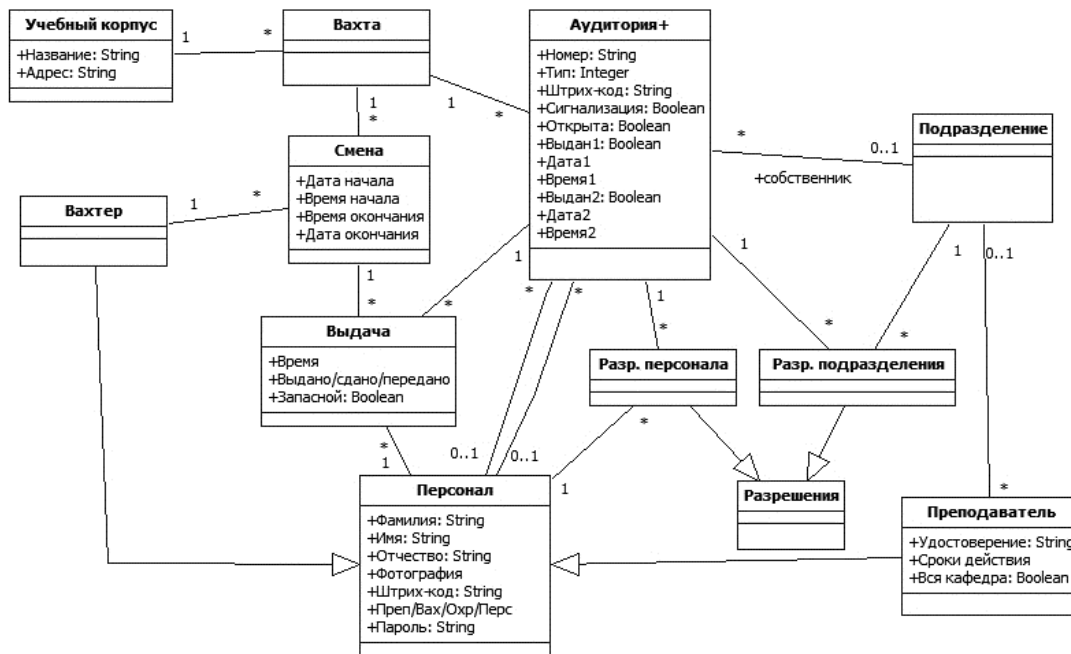 Учебный корпус
+Название: String
+Адрес: String
1
*
Вахта
1
*
1
*
Аудитория+
+Номер: String
+Тип: Integer
+Штрих-код: String
+Сигнализация: Boolean
+Открыта: Boolean
+Выдан1: Boolean
+Дата1
+Время1
+Выдан2: Boolean
+Дата2
+Время2
*
0..1
+собственник
Подразделение
Смена
+Дата начала
+Время начала
+Время окончания
+Дата окончания
Вахтер
1
*
1
*
1
*
*
*
1
*
1
*
1
*
0..1
Выдача
+Время
+Выдано/сдано/передано
+Запасной: Boolean
Разр. персонала
Разр. подразделения
*
1
0..1
0..1
*
1
Персонал
+Фамилия: String
+Имя: String
+Отчество: String
+Фотография
+Штрих-код: String
+Преп/Вах/Охр/Перс
+Пароль: String
Разрешения
*
Преподаватель
+Удостоверение: String
+Сроки действия
+Вся кафедра: Boolean